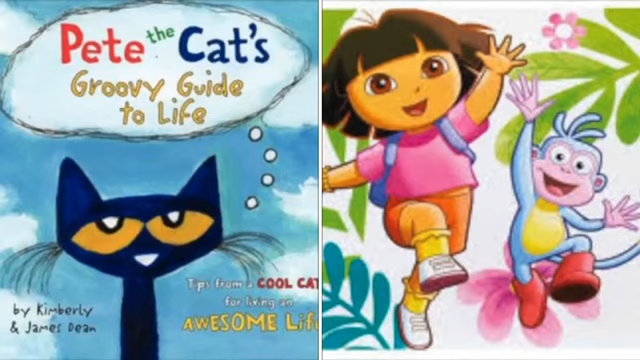 Pete the Cat's
Groovy Guide
to Life
Tips from a COOL CAT
for living an
AWESOME Lif
by Kimberly
& James Dean